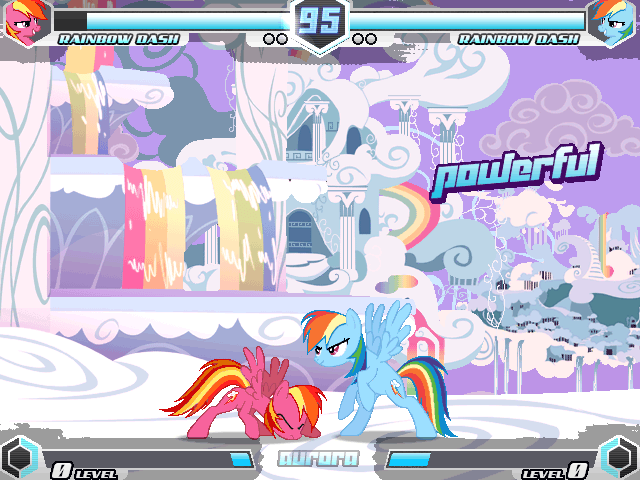 95
RAINBOW DASH
RAINBOW DASH
powerful
0 LEVEL
aurora
LEVEL 0